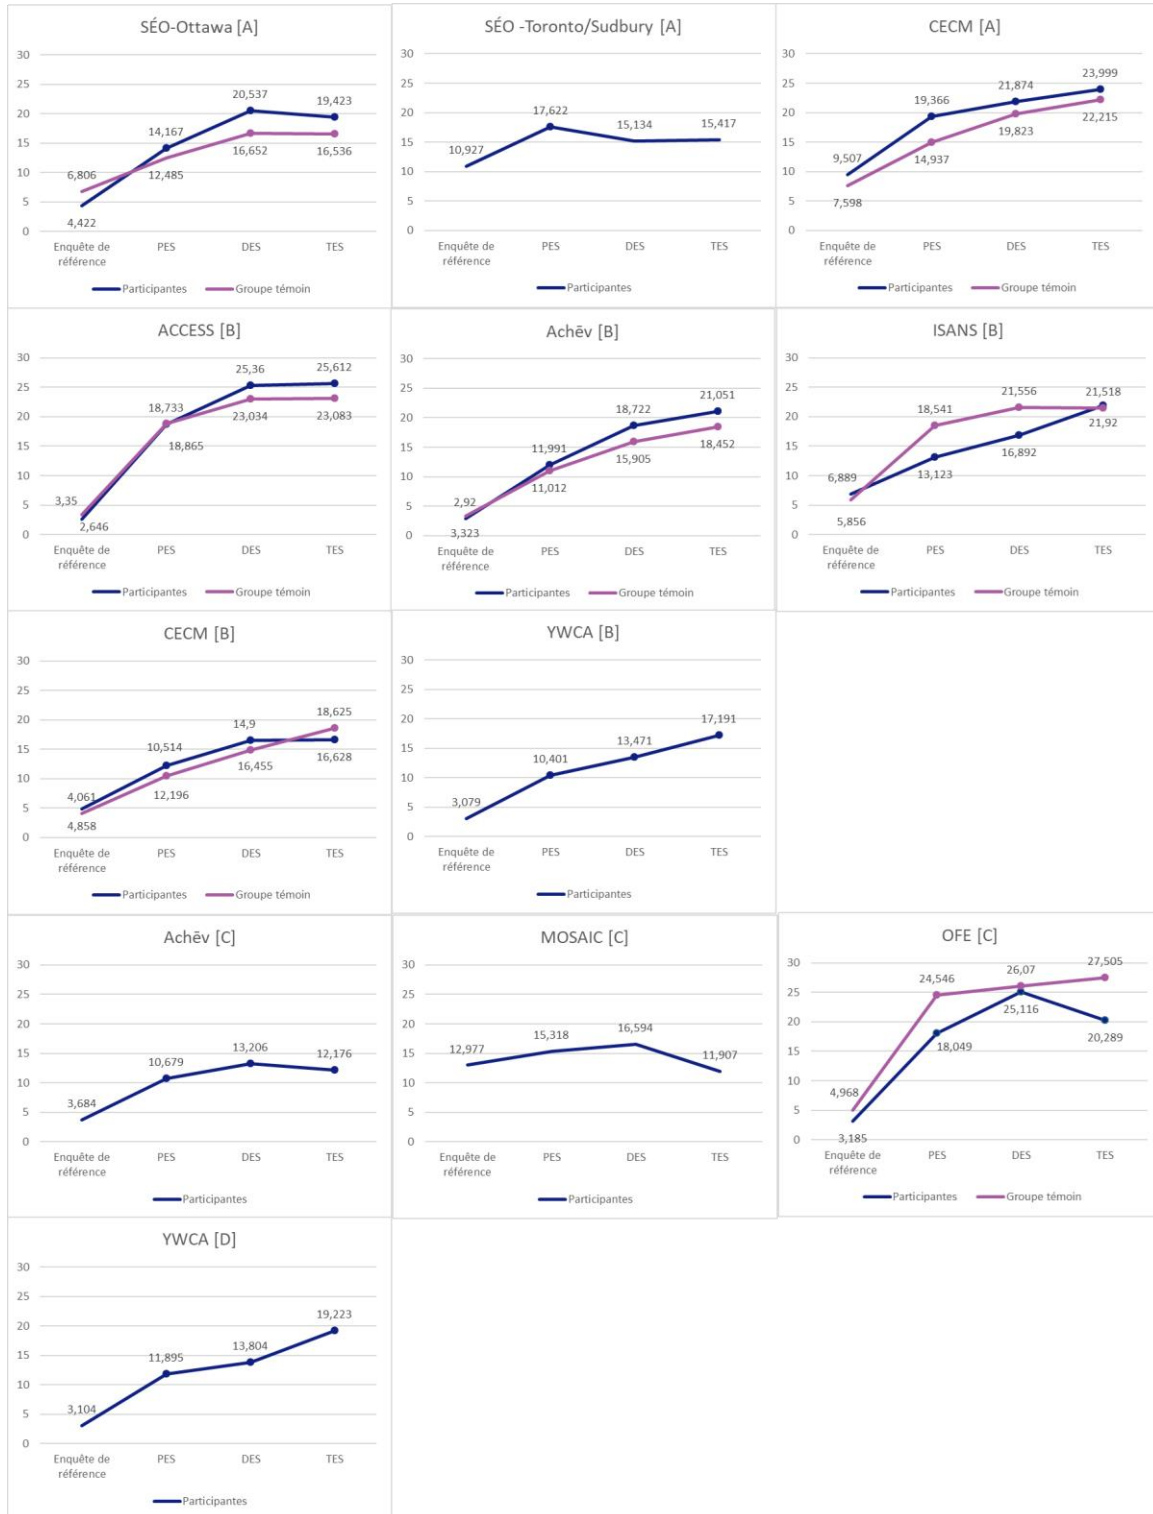 SÉO-Ottawa [A]
30
25
20
15
10
5
0
6,806
4,422
14,167
12,485
20,537
16,652
19,423
16,536
Enquête de
référence
PES
DES
TES
Participantes
Groupe témoin
SÉO -Toronto/Sudbury [A]
30
25
20
15
10
5
0
10,927
17,622
15,134
15,417
Enquête de
référence
PES
DES
TES
Participantes
CECM [A]
30
25
20
15
10
5
0
9,507
7,598
19,366
14,937
21,874
19,823
23,999
22,215
Enquête de
référence
PES
DES
TES
Participantes
Groupe témoin
ACCESS [B]
30
25
20
15
10
5
0
3,35
2,646
18,733
18,865
25,36
23,034
25,612
23,083
Enquête de
référence
PES
DES
TES
Participantes
Groupe témoin
Achēv [B]
30
25
20
15
10
5
0
2,92
3,323
11,991
11,012
18,722
15,905
21,051
18,452
Enquête de
référence
PES
DES
TES
Participantes
Groupe témoin
ISANS [B]
30
25
20
15
10
5
0
6,889
5,856
18,541
13,123
21,556
16,892
21,518
21,92
Enquête de
référence
PES
DES
TES
Participantes
Groupe témoin
CECM [B]
30
25
20
15
10
5
0
4,061
4,858
10,514
12,196
14,9
16,455
18,625
16,628
Enquête de
référence
PES
DES
TES
Participantes
Groupe témoin
YWCA [B]
30
25
20
15
10
5
0
3,079
10,401
13,471
17,191
Enquête de
référence
PES
DES
TES
Participantes
Achēv [C]
30
25
20
15
10
5
0
3,684
10,679
13,206
12,176
Enquête de
référence
PES
DES
TES
Participantes
MOSAIC [C]
30
25
20
15
10
5
0
12,977
15,318
16,594
11,907
Enquête de
référence
PES
DES
TES
Participantes
OFE [C]
30
25
20
15
10
5
0
4,968
3,185
24,546
18,049
26,07
25,116
27,505
20,289
Enquête de
référence
PES
DES
TES
Participantes
Groupe témoin
YWCA [D]
30
25
20
15
10
5
0
3,104
11,895
13,804
19,223
Enquête de
référence
PES
DES
TES
Participantes